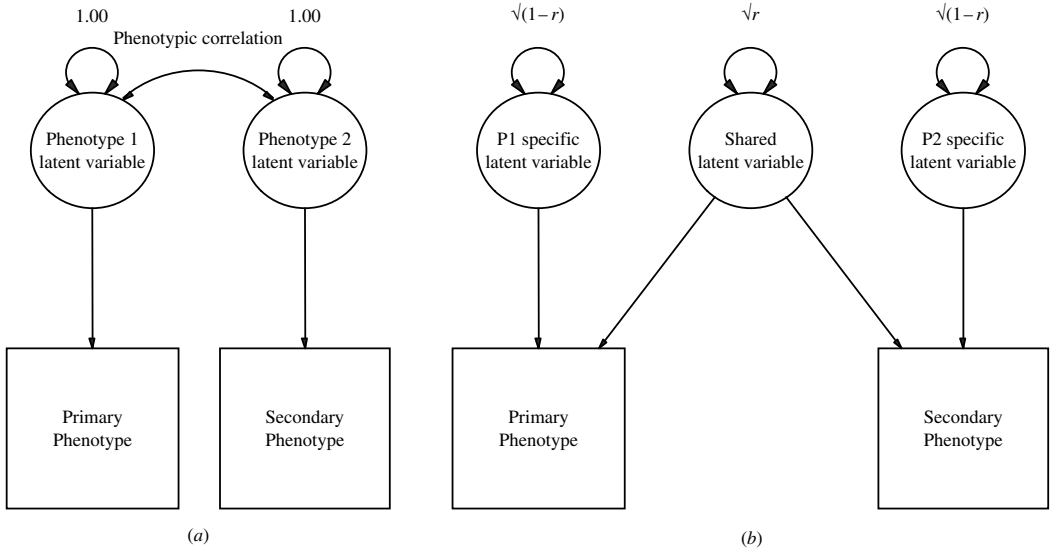 1.00
1.00
Phenotypic correlation
Phenotype 1
latent variable
Phenotype 2
latent variable
Primary
Phenotype
Secondary
Phenotype
(a)
√(1–r)
√r
√(1–r)
P1 specific
latent variable
Shared
latent variable
P2 specific
latent variable
Primary
Phenotype
Secondary
Phenotype
(b)